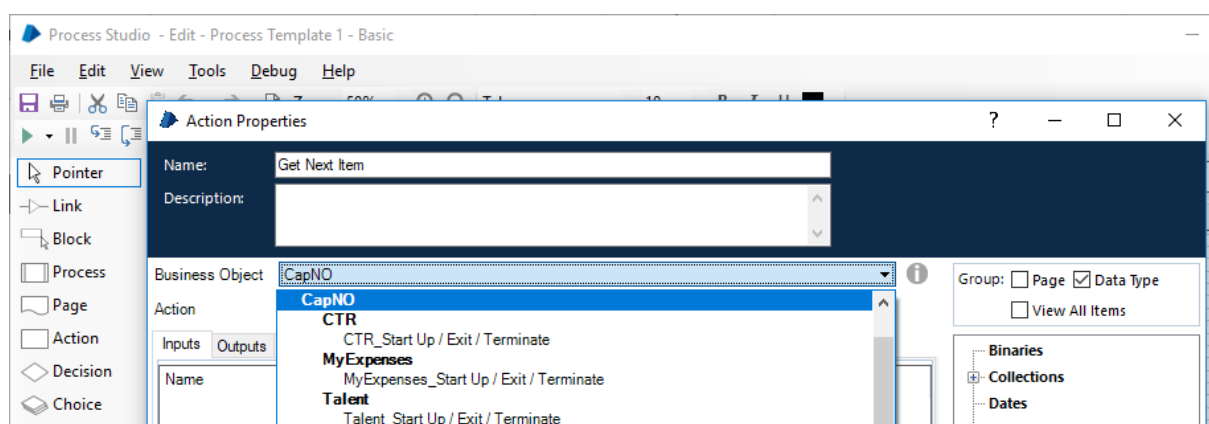 Process Studio - Edit - Process Template 1 - Basic
File Edit View Tools Debug Help
Action Properties
?
Name: Get Next Item
Description:
Pointer
Link
Block
Process
Page
Action
Decision
Choice
Business Object CapNO
Action
Inputs Outputs
Name
CapNO
CTR
CTR_Start Up / Exit / Terminate
MyExpenses
MyExpenses_Start Up / Exit / Terminate
Talent
Talent_Start Up / Exit / Terminate
Group: Page Data Type
View All Items
Binaries
Collections
Dates